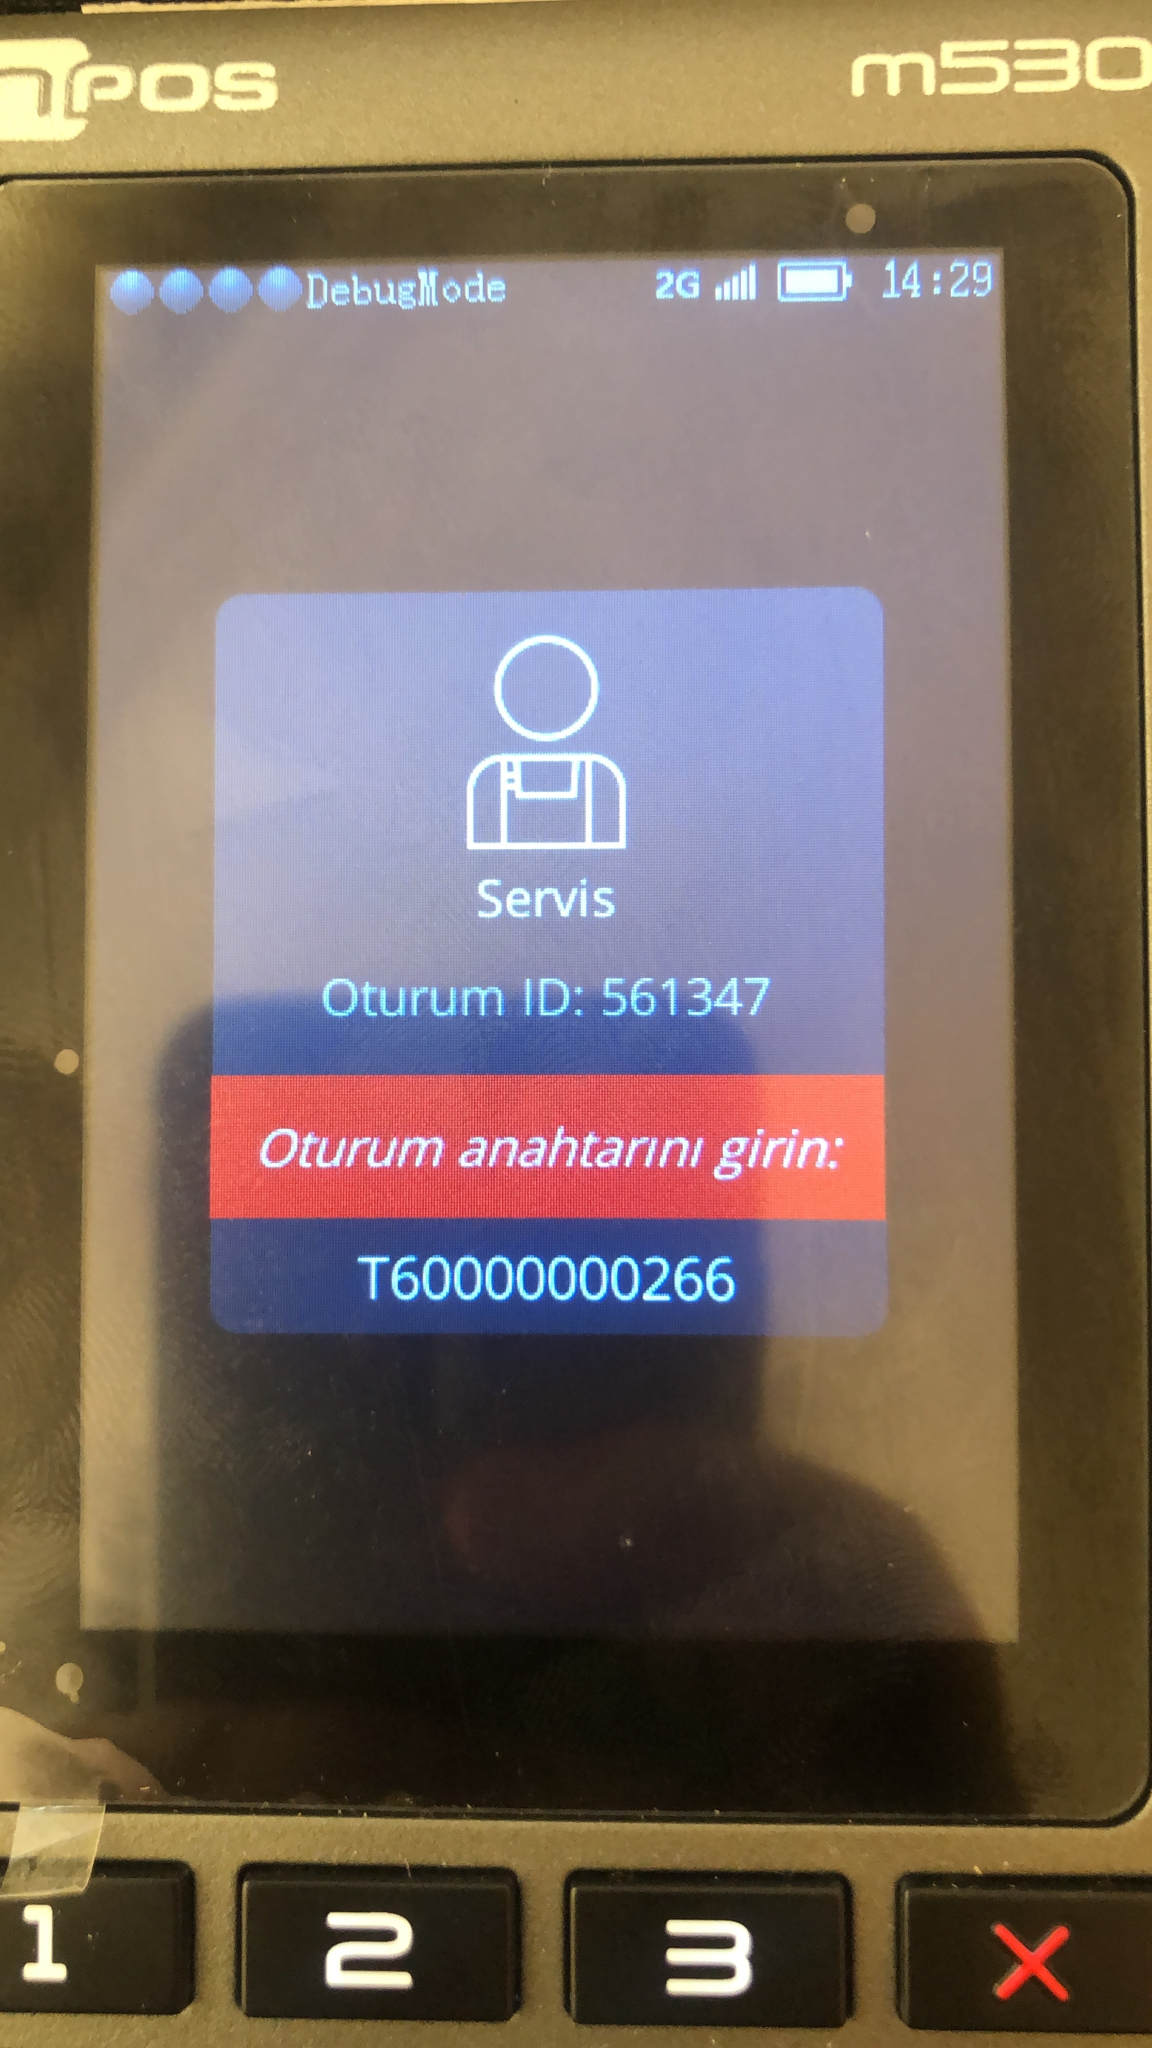 POS m530
DebugMode 2G 14:29
Servis
Oturum ID: 561347
Oturum anahtarını girin:
T60000000266
1 2 3 X